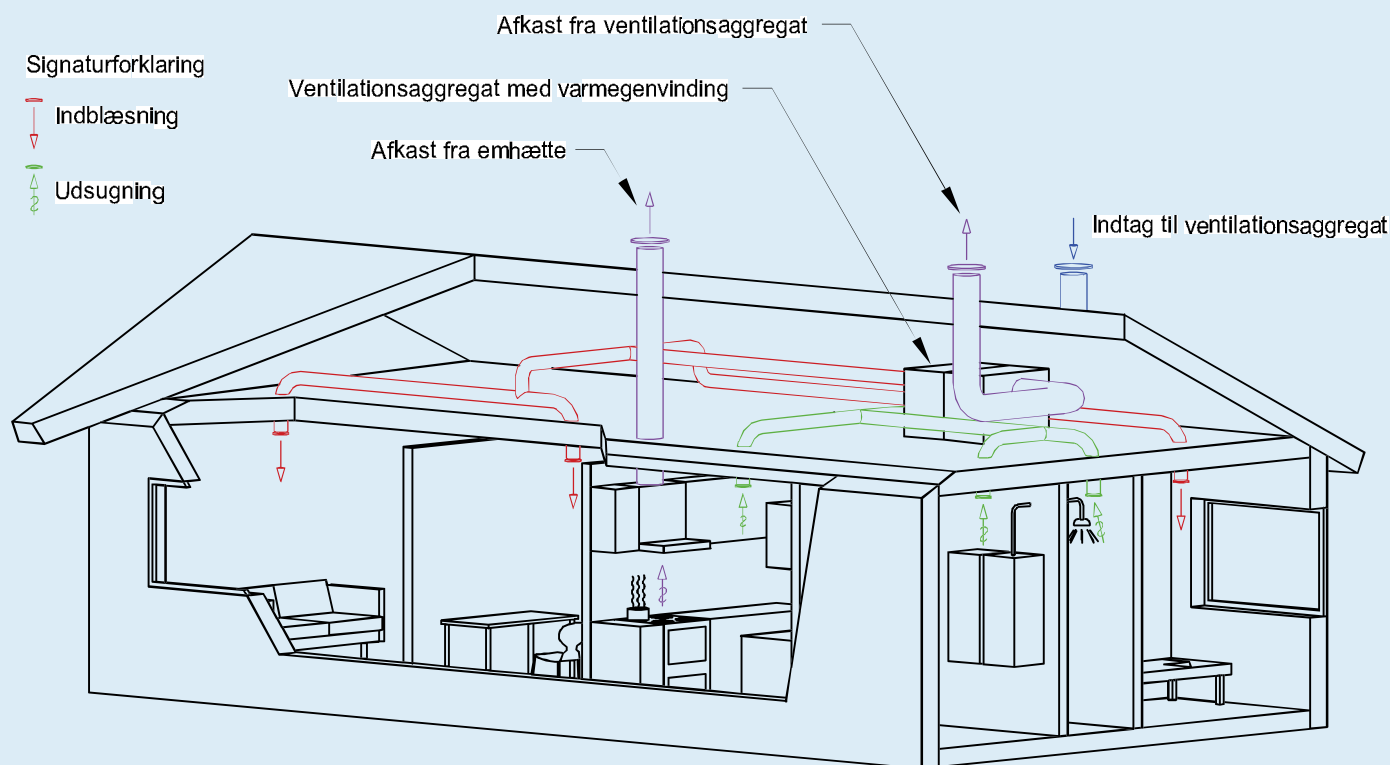 Afkast fra ventilationsaggregat
Signaturforklaring
Ventilationsaggregat med varmegenvinding
Indblæsning
Afkast fra emhætte
Udsugning
Indtag til ventilationsaggregat